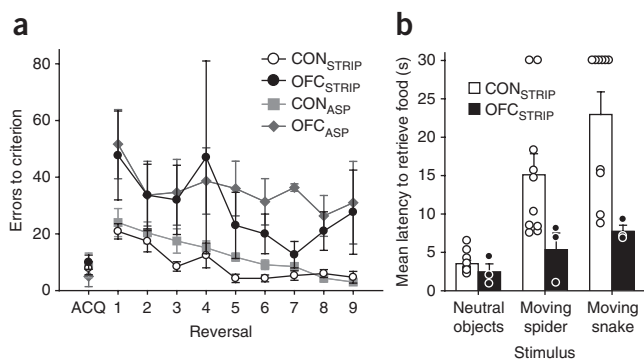 a
80
60
40
20
0
Errors to criterion
ACQ 1 2 3 4 5 6 7 8 9
Reversal
CONSTRIP
OFCSTRIP
CONASP
OFCASP
b
30
25
20
15
10
5
0
Mean latency to retrieve food (s)
CONSTRIP
OFCSTRIP
Neutral Moving Moving
objects spider snake
Stimulus